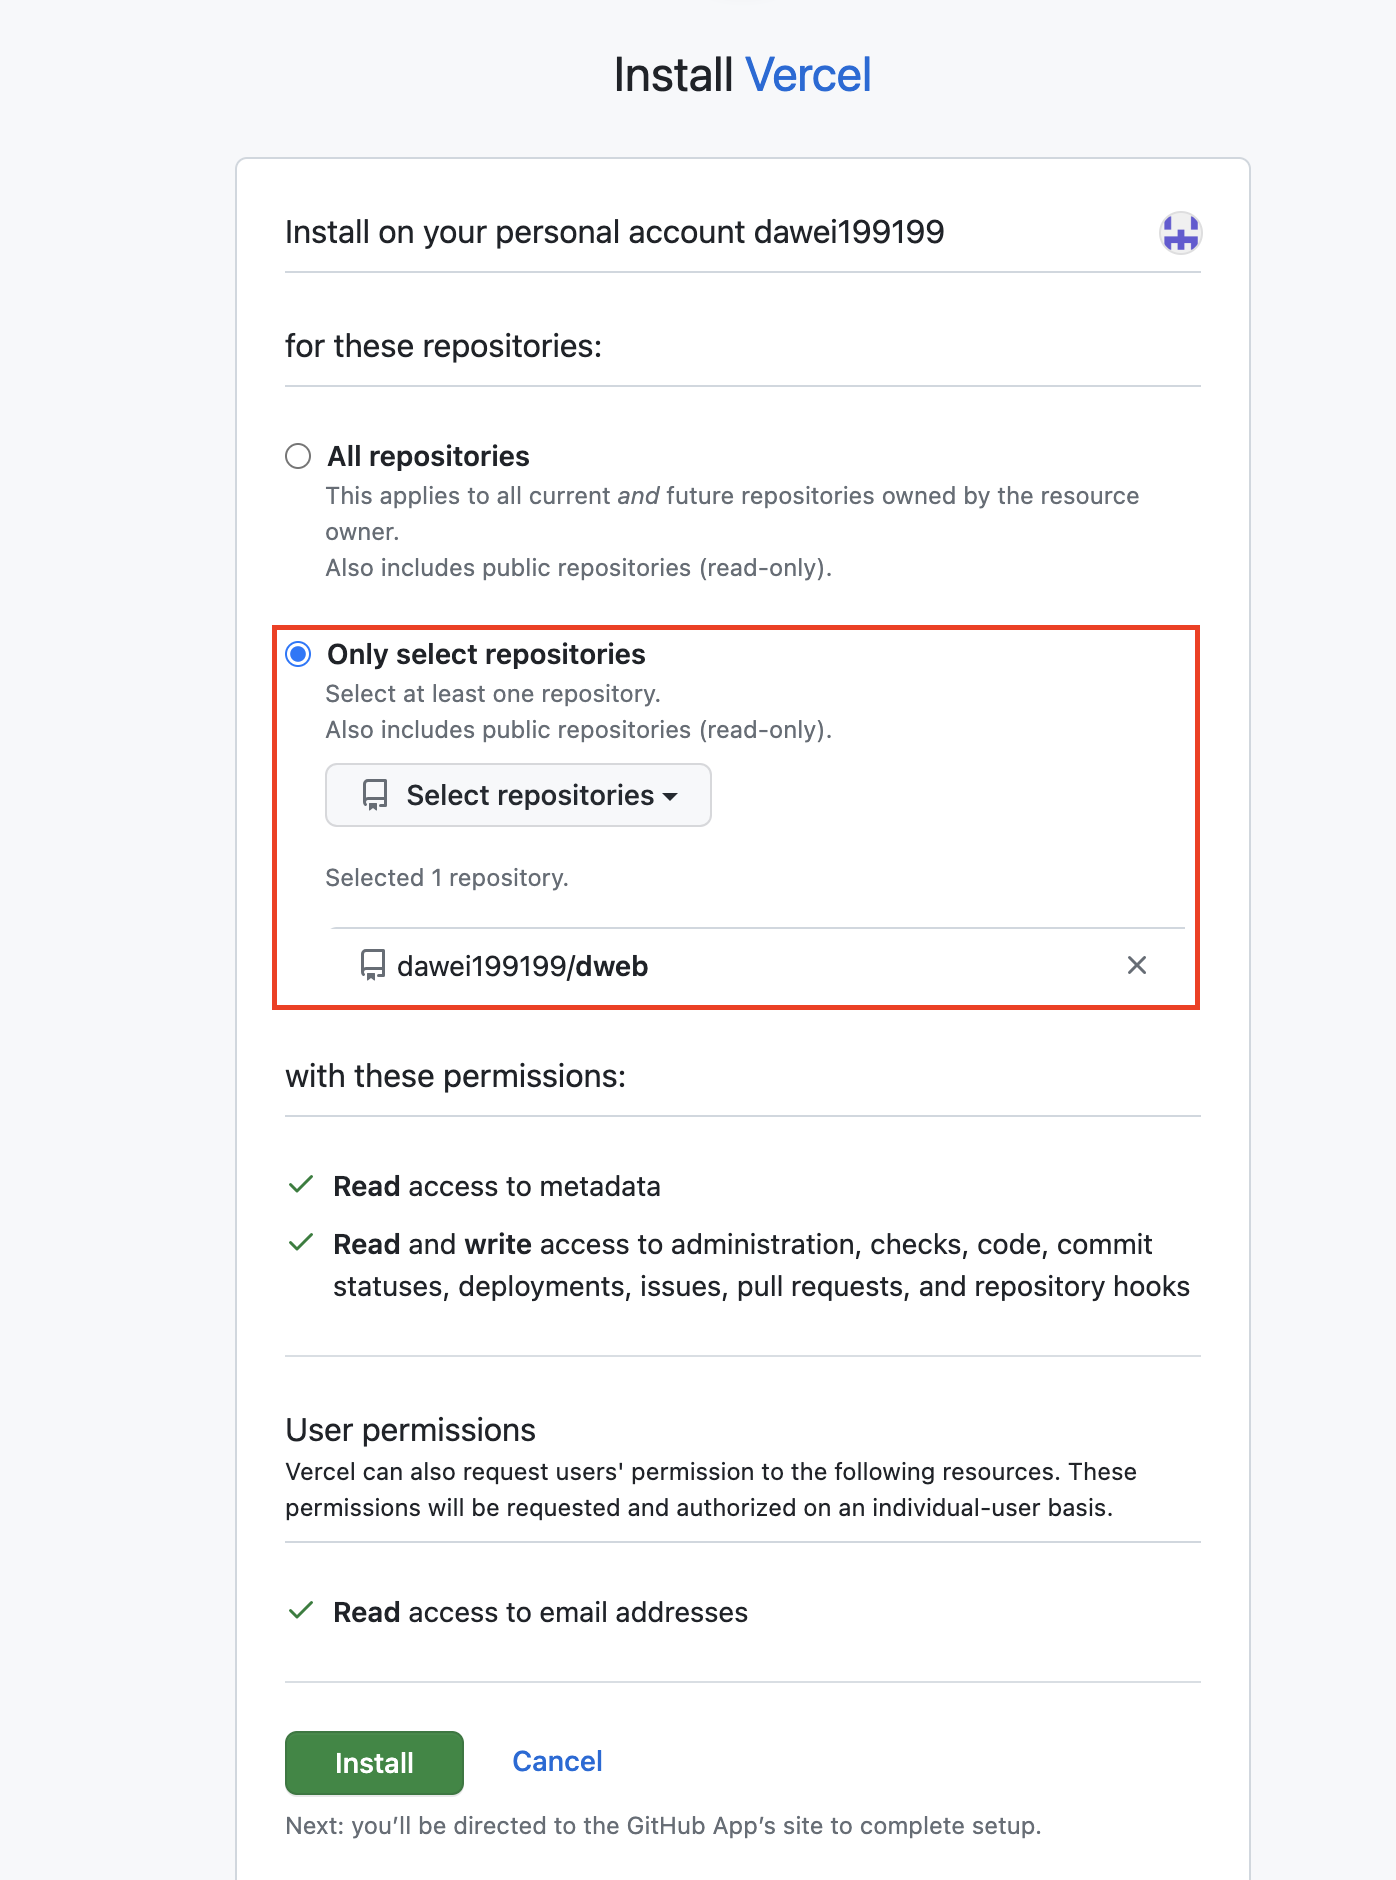 Install Vercel
Install on your personal account dawei199199
for these repositories:
All repositories
This applies to all current and future repositories owned by the resource
owner.
Also includes public repositories (read-only).
Only select repositories
Select at least one repository.
Also includes public repositories (read-only).
Select repositories
Selected 1 repository.
dawei199199/dweb
with these permissions:
Read access to metadata
Read and write access to administration, checks, code, commit
statuses, deployments, issues, pull requests, and repository hooks
User permissions
Vercel can also request users' permission to the following resources. These
permissions will be requested and authorized on an individual-user basis.
Read access to email addresses
Install Cancel
Next: you’ll be directed to the GitHub App’s site to complete setup.